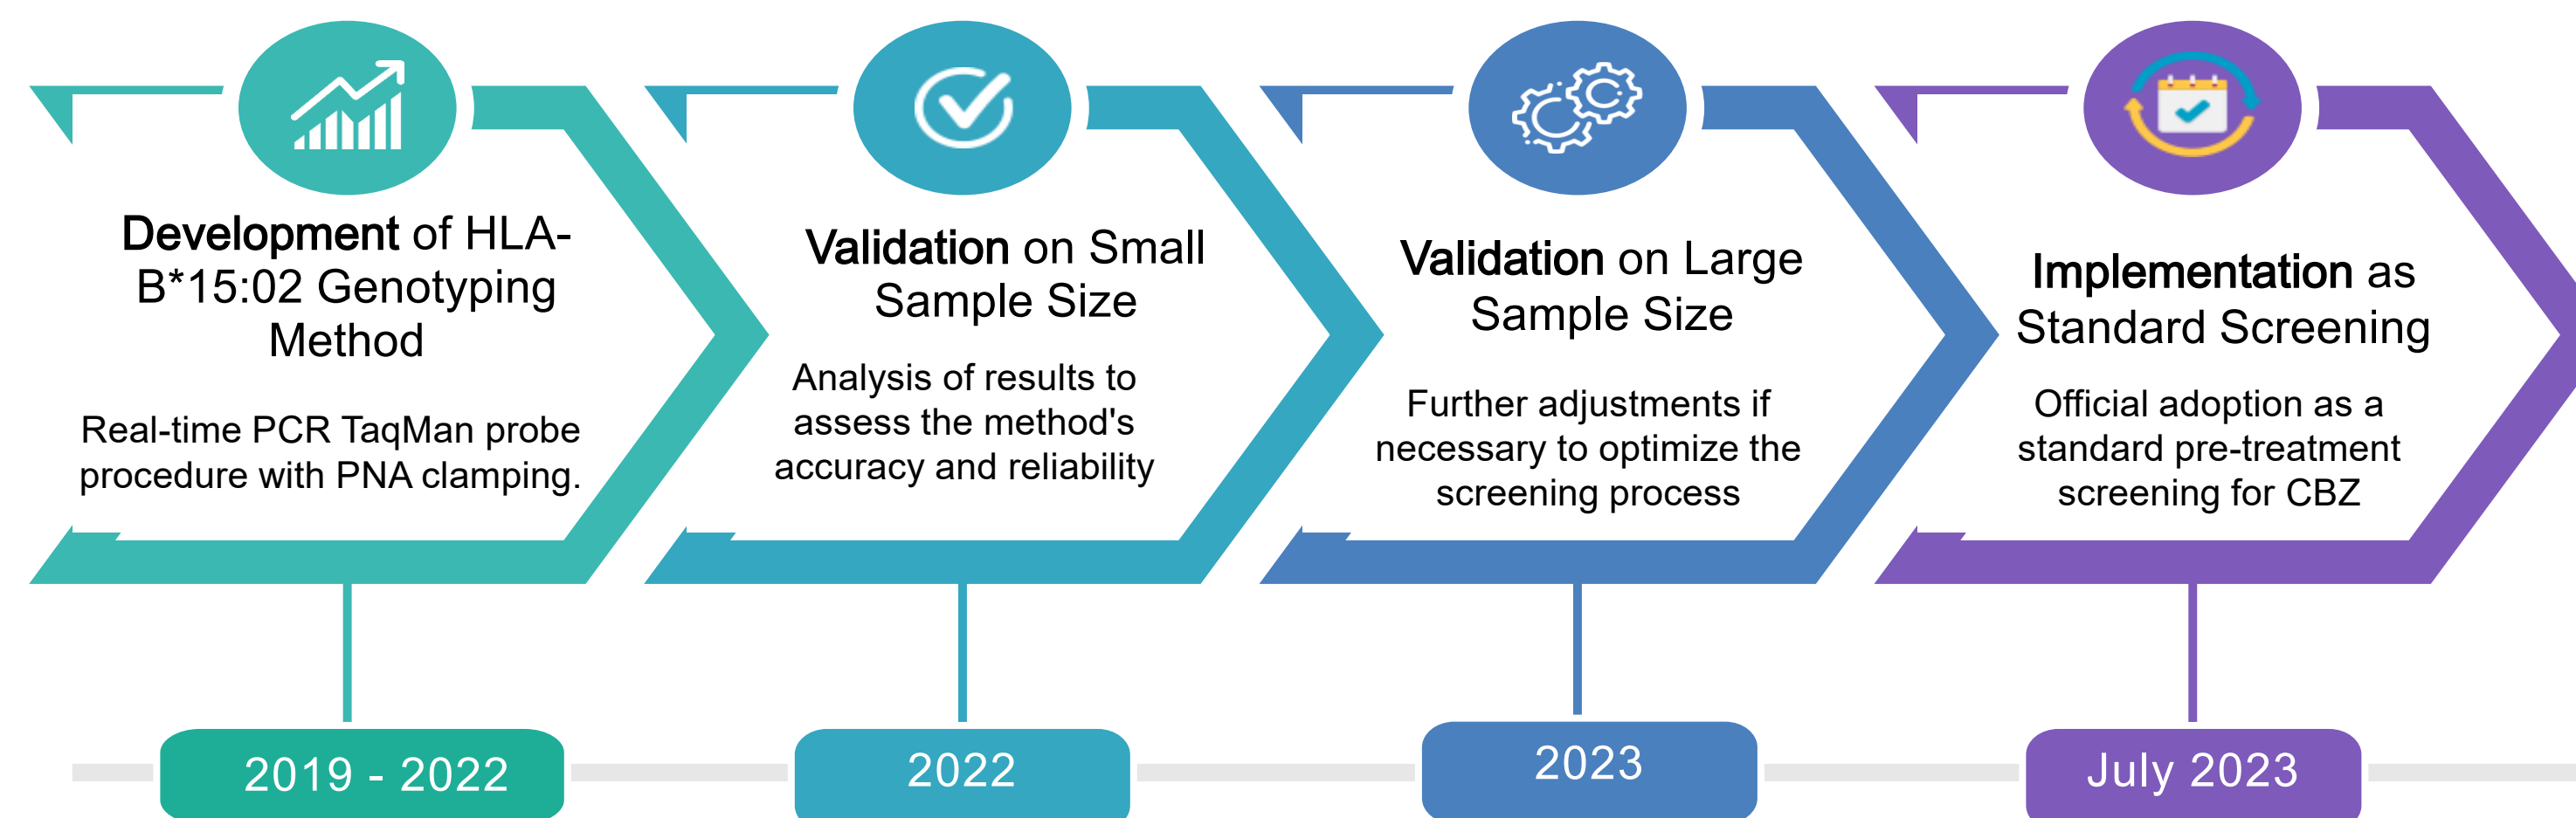 Development of HLA-
B*15:02 Genotyping
Method
Real-time PCR TaqMan probe
procedure with PNA clamping.
2019 - 2022
Validation on Small
Sample Size
Analysis of results to
assess the method's
accuracy and reliability
2022
Validation on Large
Sample Size
Further adjustments if
necessary to optimize the
screening process
2023
Implementation as
Standard Screening
Official adoption as a
standard pre-treatment
screening for CBZ
July 2023